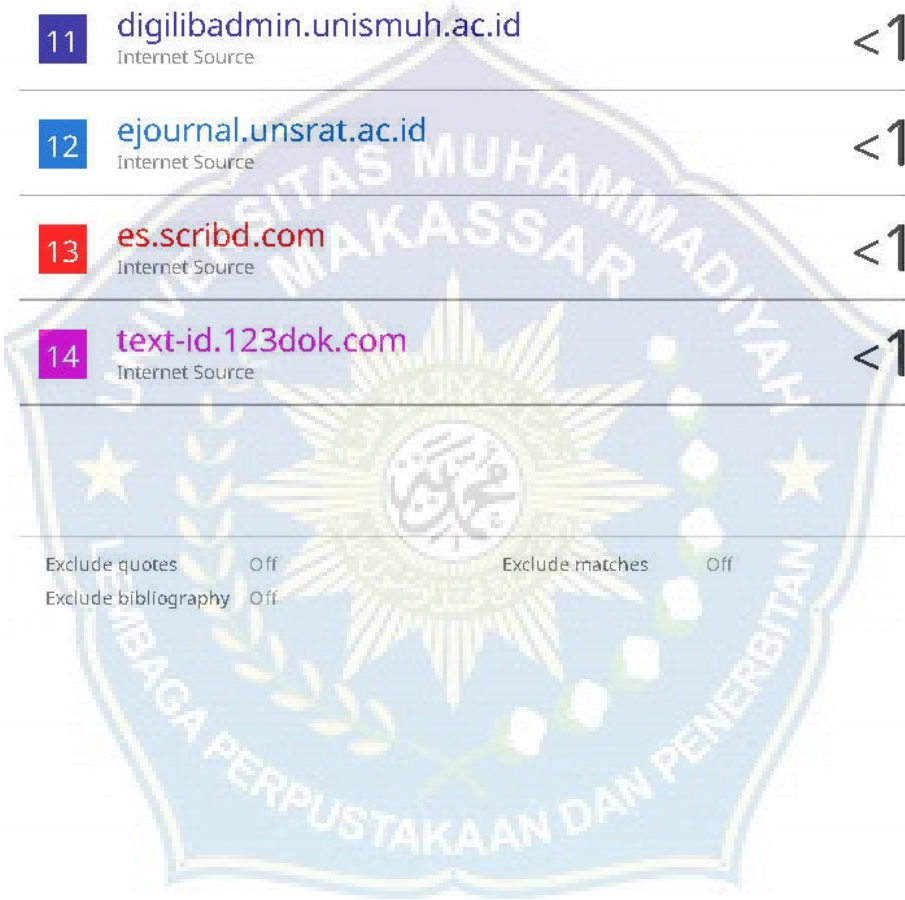 11 digilibadmin.unismuh.ac.id <1
Internet Source
12 ejournal.unsrat.ac.id <1
Internet Source
13 es.scribd.com <1
Internet Source
14 text-id.123dok.com <1
Internet Source
Exclude quotes Off Exclude matches Off
Exclude bibliography Off
UNIVERSITAS MUHAMMADIYAH
MAKASSAR
محمدية
LEMBAGA PERPUSTAKAAN DAN PENERBITAN